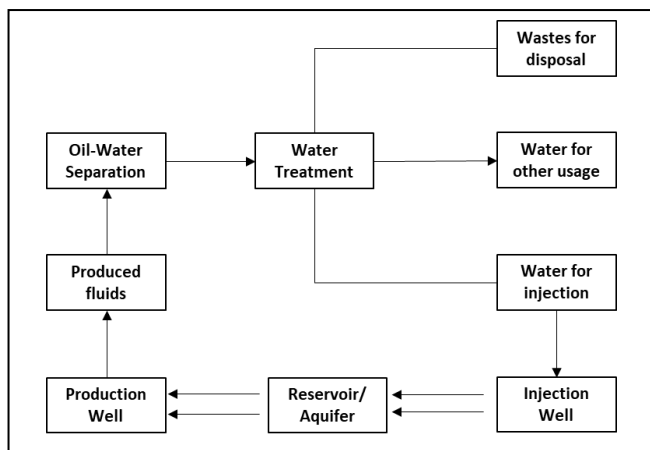 Wastes for
disposal
Oil-Water
Separation
Water
Treatment
Water for
other usage
Produced
fluids
Water for
injection
Production
Well
Reservoir/
Aquifer
Injection
Well